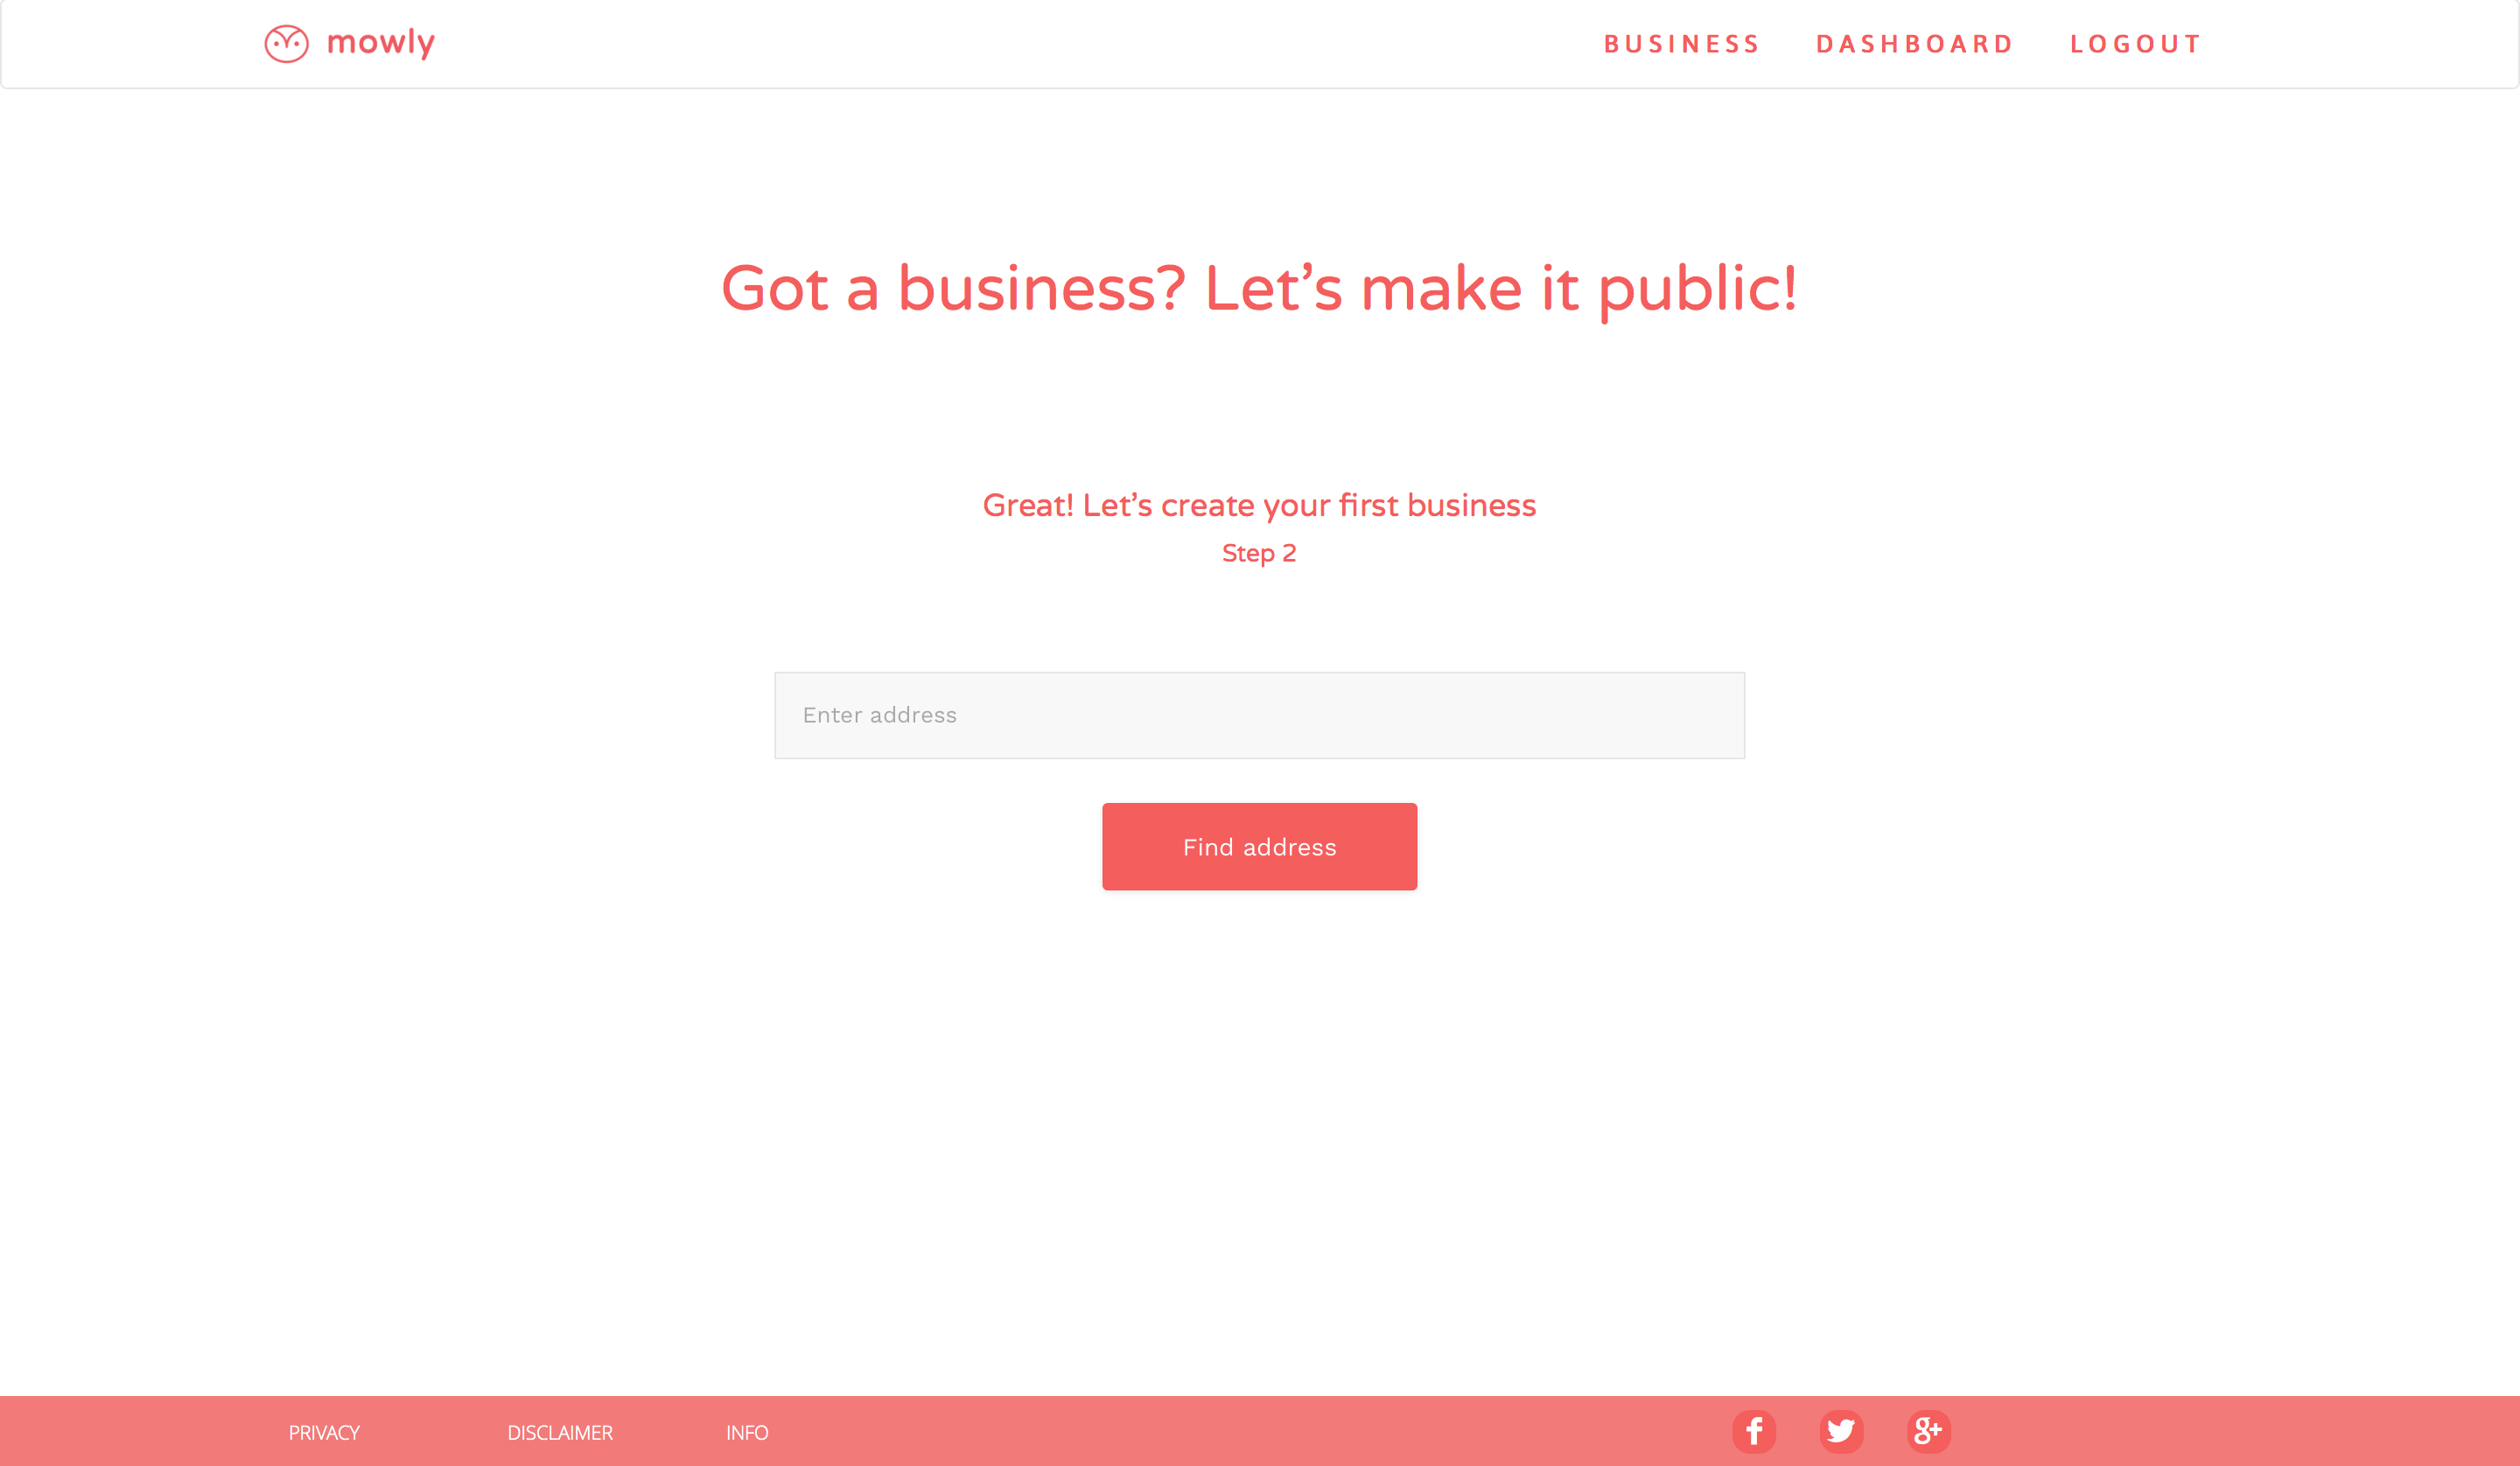 mowly
BUSINESS DASHBOARD LOGOUT
Got a business? Let’s make it public!
Great! Let’s create your first business
Step 2
Enter address
Find address
PRIVACY DISCLAIMER INFO
f g+